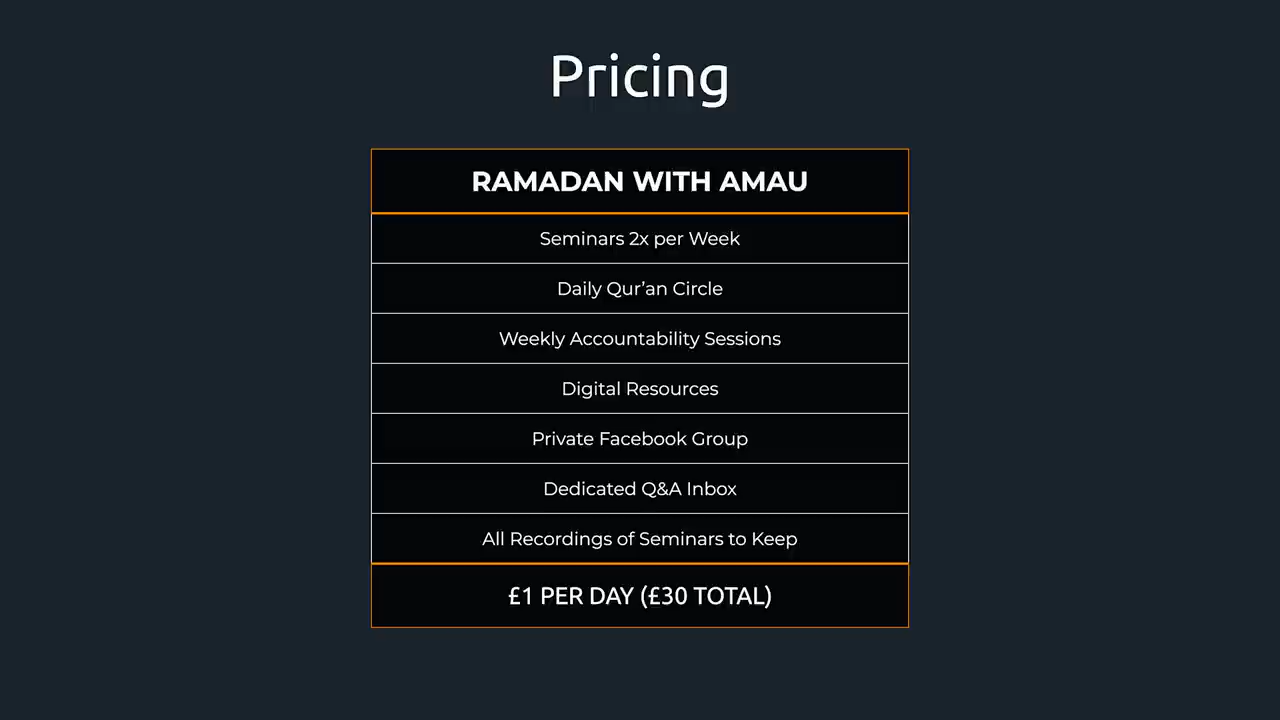 Pricing
RAMADAN WITH AMAU
Seminars 2x per Week
Daily Qur’an Circle
Weekly Accountability Sessions
Digital Resources
Private Facebook Group
Dedicated Q&A Inbox
All Recordings of Seminars to Keep
£1 PER DAY (£30 TOTAL)